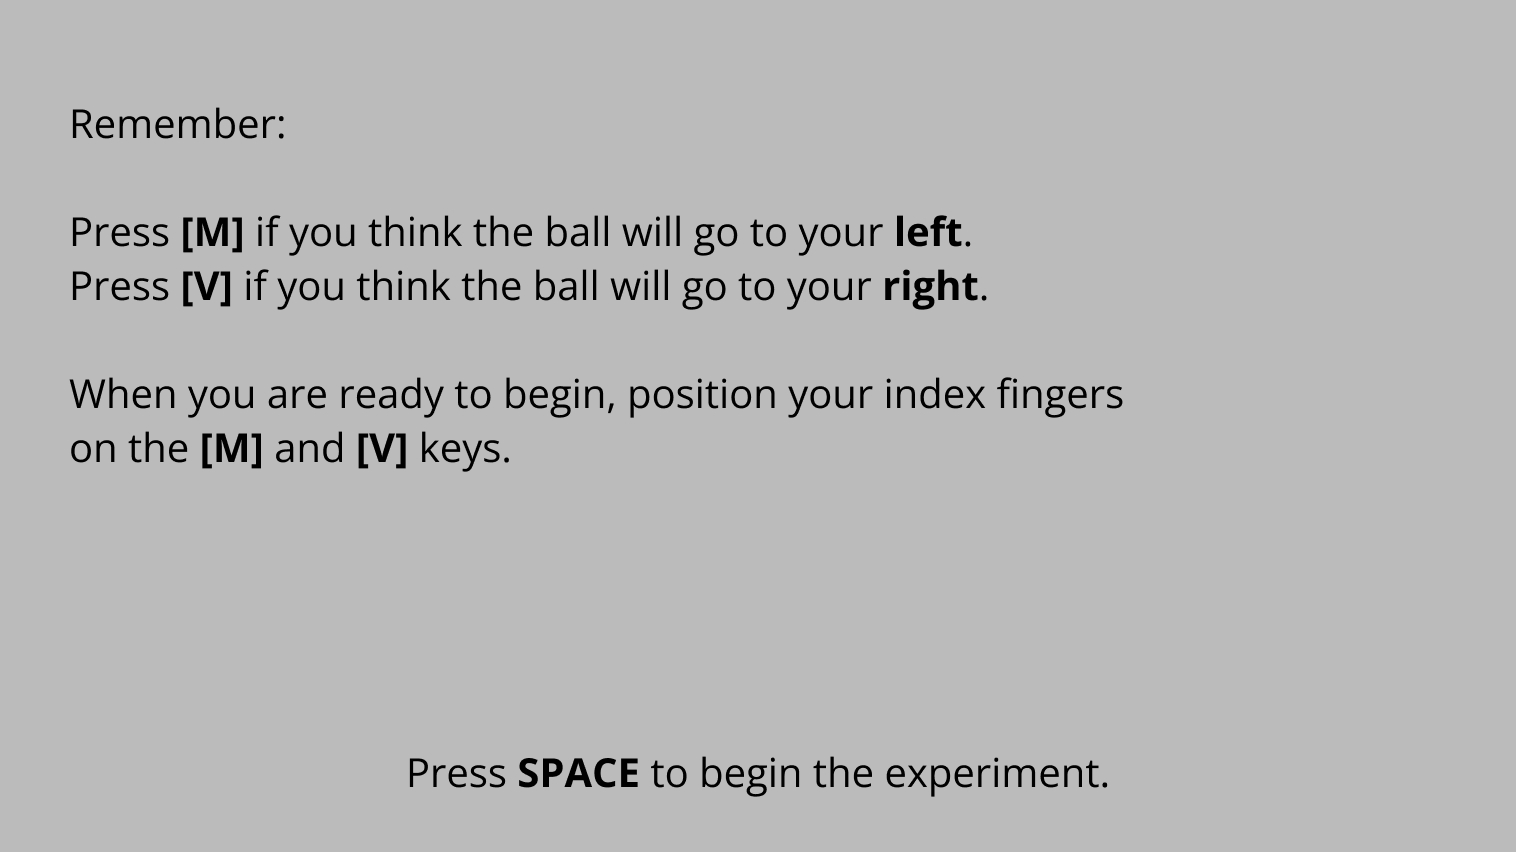 Remember:
Press [M] if you think the ball will go to your left.
Press [V] if you think the ball will go to your right.
When you are ready to begin, position your index fingers
on the [M] and [V] keys.
Press SPACE to begin the experiment.